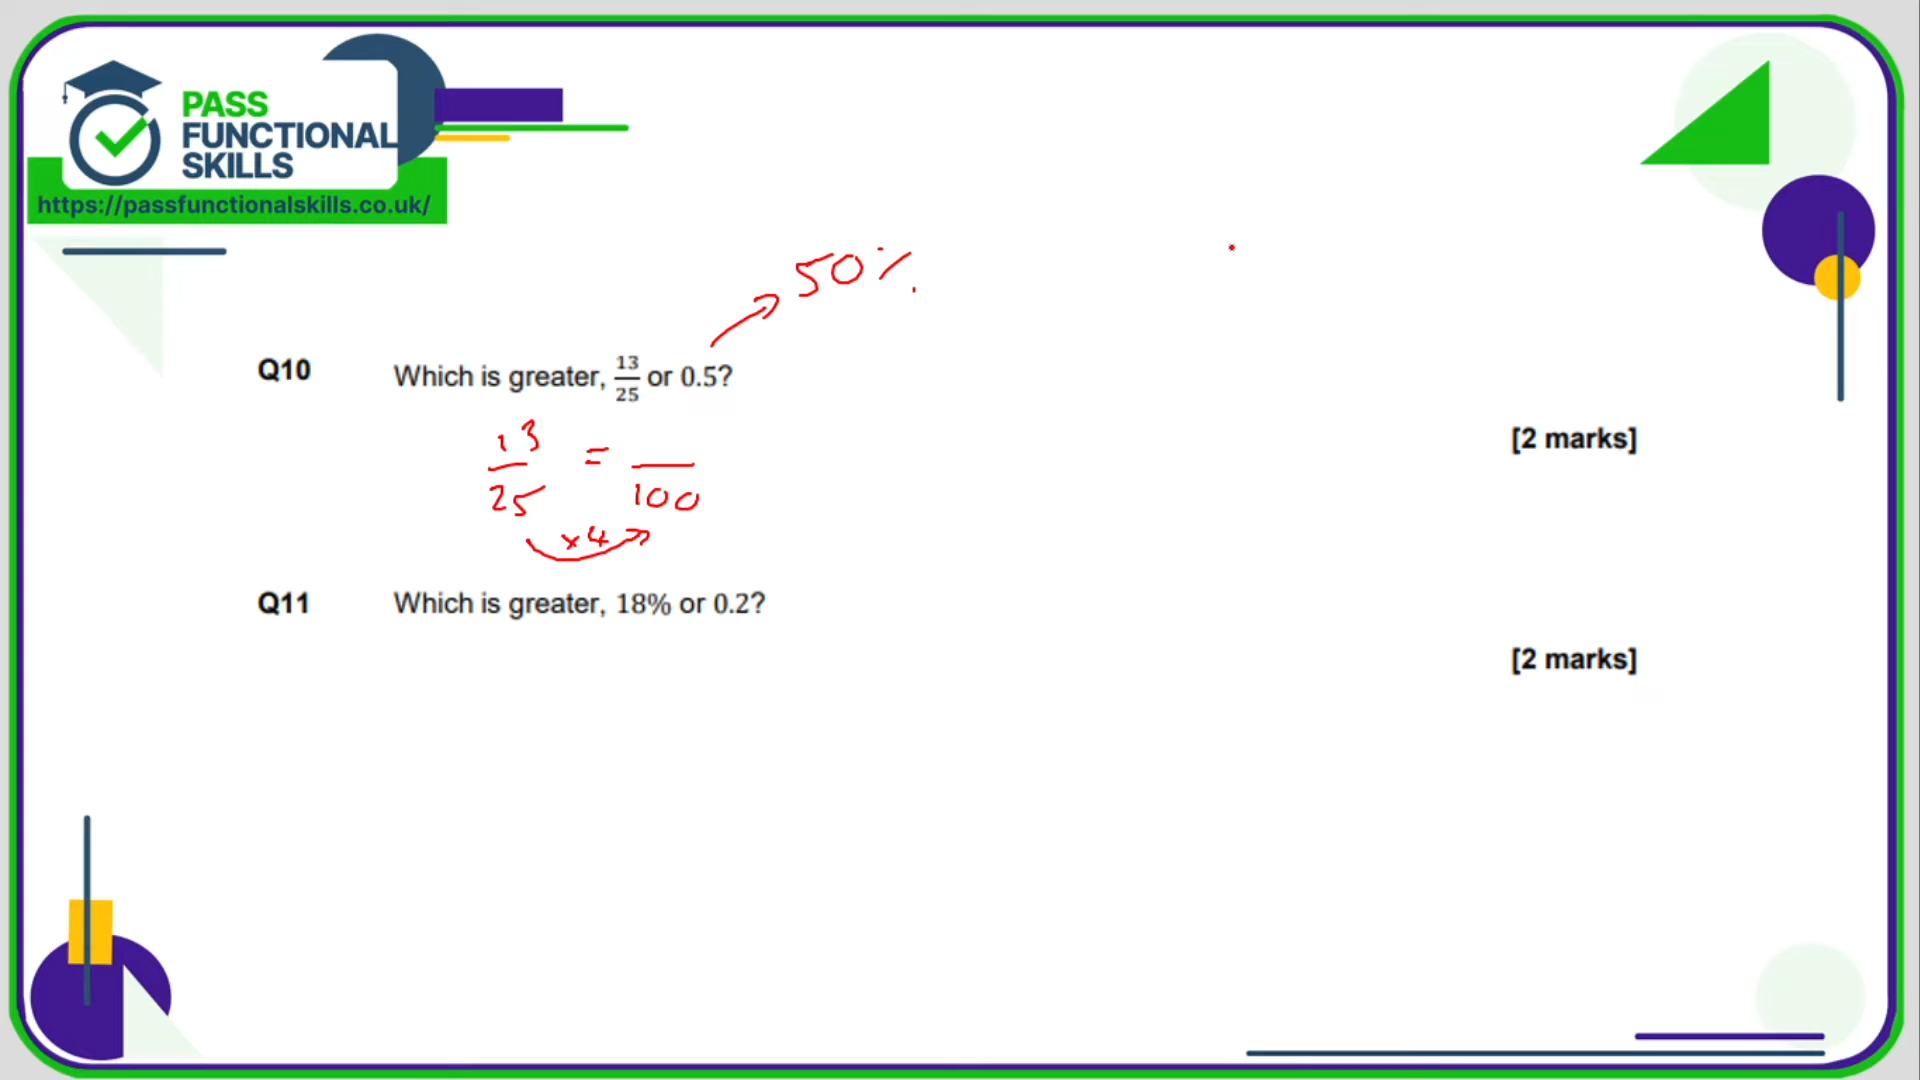 PASS
FUNCTIONAL
SKILLS
https://passfunctionalskills.co.uk/
50%
Q10 Which is greater, 13/25 or 0.5?
[2 marks]
13/25 = /100
×4
Q11 Which is greater, 18% or 0.2?
[2 marks]